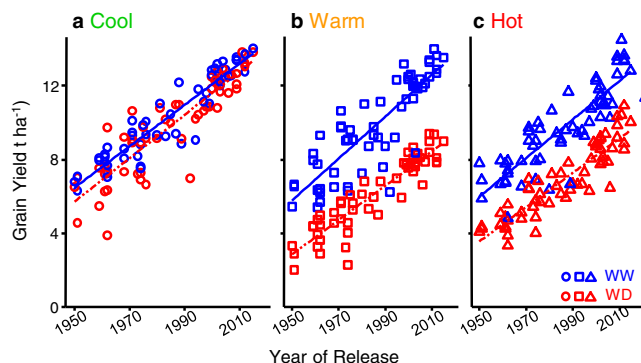 a Cool
b Warm
c Hot
Grain Yield t ha⁻¹)
12
8
4
0
1950 1970 1990 2010
1950 1970 1990 2010
1950 1970 1990 2010
WW
WD
Year of Release